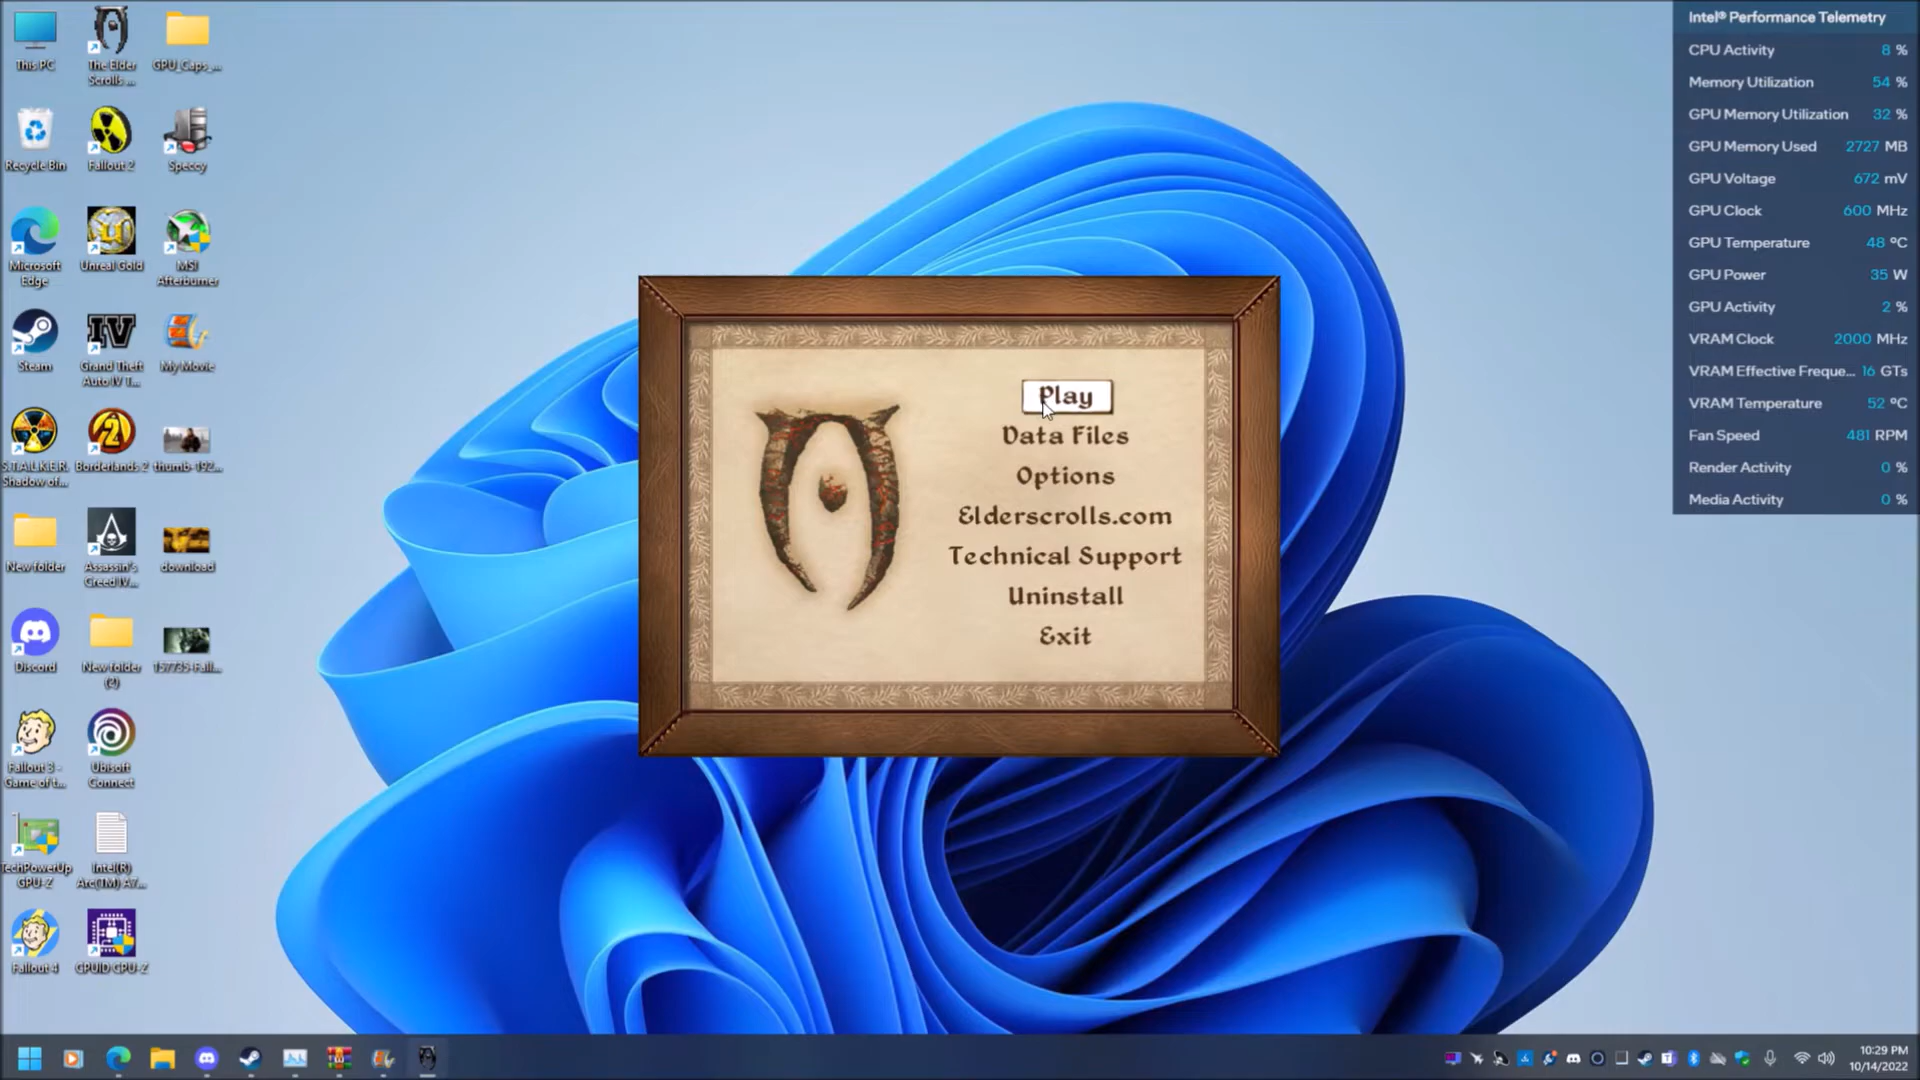 This PC
The Elder
Scrolls ...
GPU_Caps_...
Recycle Bin
Fallout 2
Speccy
Microsoft
Edge
Unreal Gold
MSI
Afterburner
Steam
IV
Grand Theft
Auto IV T...
My Movie
S.T.A.L.K.E.R.
Shadow of...
2
Borderlands 2
thumb-192...
New folder
Assassin's
Creed IV...
download
Discord
New folder
(2)
157735-Fall...
Fallout 3 -
Game of t...
Ubisoft
Connect
TechPowerUp
GPU-Z
Intel(R)
Arc(TM) A7...
Fallout 4
CPUID CPU-Z
Play
Data Files
Options
Elderscrolls.com
Technical Support
Uninstall
Exit
Intel® Performance Telemetry
CPU Activity 8 %
Memory Utilization 54 %
GPU Memory Utilization 32 %
GPU Memory Used 2727 MB
GPU Voltage 672 mV
GPU Clock 600 MHz
GPU Temperature 48 ºC
GPU Power 35 W
GPU Activity 2 %
VRAM Clock 2000 MHz
VRAM Effective Freque... 16 GTs
VRAM Temperature 52 ºC
Fan Speed 481 RPM
Render Activity 0 %
Media Activity 0 %
10:29 PM
10/14/2022